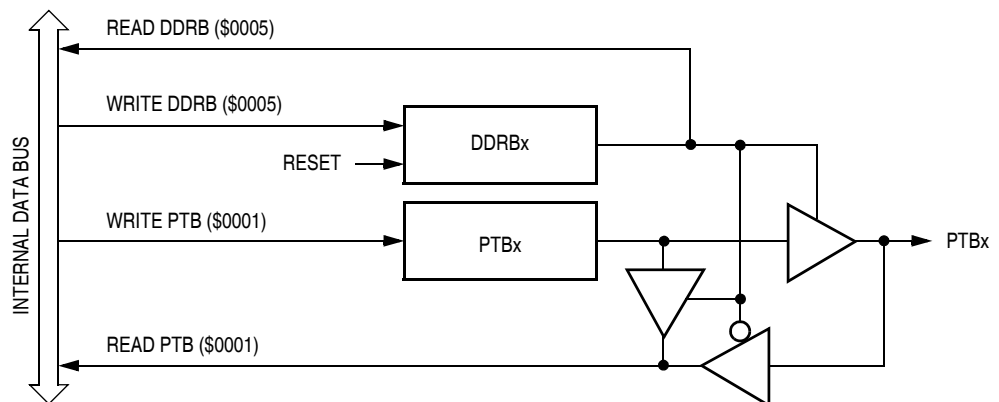 READ DDRB ($0005)
WRITE DDRB ($0005)
DDRBx
RESET
WRITE PTB ($0001)
PTBx
PTBx
READ PTB ($0001)
INTERNAL DATA BUS